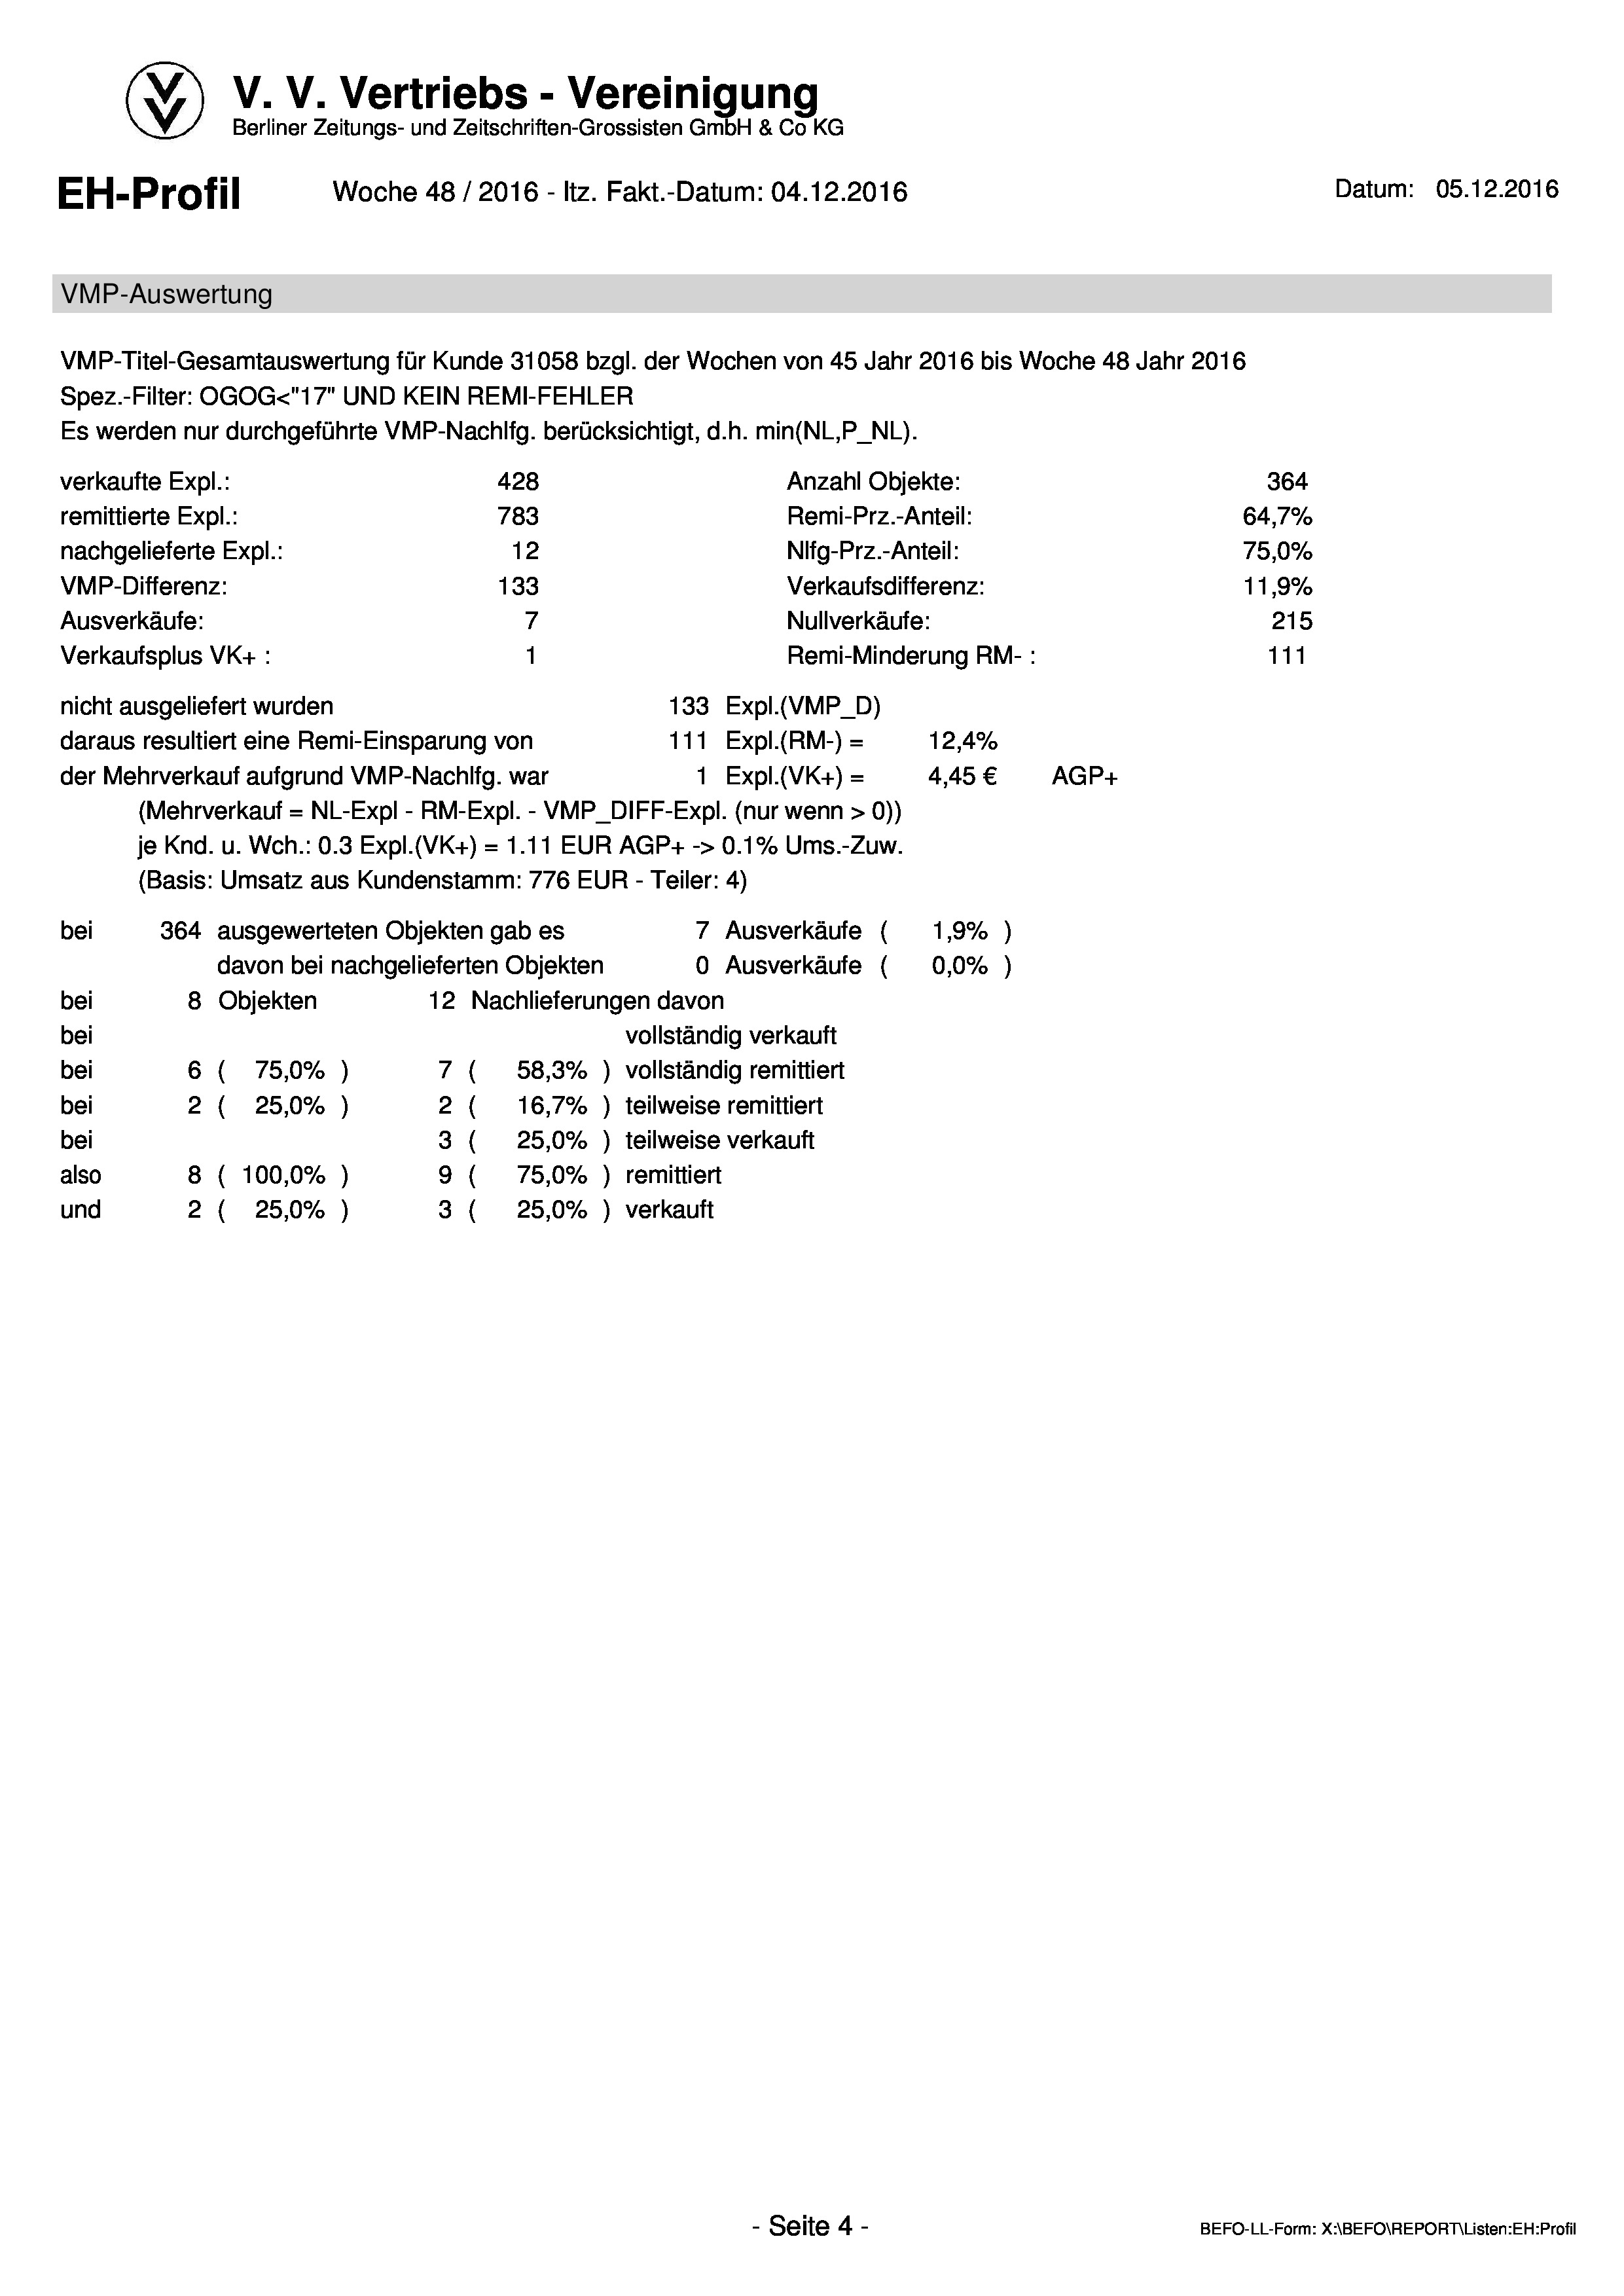 V. V. Vertriebs - Vereinigung
Berliner Zeitungs- und Zeitschriften-Grossisten GmbH & Co KG
EH-Profil Woche 48 / 2016 - ltz. Fakt.-Datum: 04.12.2016 Datum: 05.12.2016
VMP-Auswertung
VMP-Titel-Gesamtauswertung für Kunde 31058 bzgl. der Wochen von 45 Jahr 2016 bis Woche 48 Jahr 2016
Spez.-Filter: OGOG<"17" UND KEIN REMI-FEHLER
Es werden nur durchgeführte VMP-Nachlfg. berücksichtigt, d.h. min(NL,P_NL).
verkaufte Expl.: 428 Anzahl Objekte: 364
remittierte Expl.: 783 Remi-Prz.-Anteil: 64,7%
nachgelieferte Expl.: 12 Nlfg-Prz.-Anteil: 75,0%
VMP-Differenz: 133 Verkaufsdifferenz: 11,9%
Ausverkäufe: 7 Nullverkäufe: 215
Verkaufsplus VK+ : 1 Remi-Minderung RM- : 111
nicht ausgeliefert wurden 133 Expl.(VMP_D)
daraus resultiert eine Remi-Einsparung von 111 Expl.(RM-) = 12,4%
der Mehrverkauf aufgrund VMP-Nachlfg. war 1 Expl.(VK+) = 4,45 € AGP+
(Mehrverkauf = NL-Expl - RM-Expl. - VMP_DIFF-Expl. (nur wenn > 0))
je Knd. u. Wch.: 0.3 Expl.(VK+) = 1.11 EUR AGP+ -> 0.1% Ums.-Zuw.
(Basis: Umsatz aus Kundenstamm: 776 EUR - Teiler: 4)
bei 364 ausgewerteten Objekten gab es 7 Ausverkäufe ( 1,9% )
davon bei nachgelieferten Objekten 0 Ausverkäufe ( 0,0% )
bei 8 Objekten 12 Nachlieferungen davon
bei vollständig verkauft
bei 6 ( 75,0% ) 7 ( 58,3% ) vollständig remittiert
bei 2 ( 25,0% ) 2 ( 16,7% ) teilweise remittiert
bei 3 ( 25,0% ) teilweise verkauft
also 8 ( 100,0% ) 9 ( 75,0% ) remittiert
und 2 ( 25,0% ) 3 ( 25,0% ) verkauft
- Seite 4 - BEFO-LL-Form: X:\BEFO\REPORT\Listen:EH:Profil